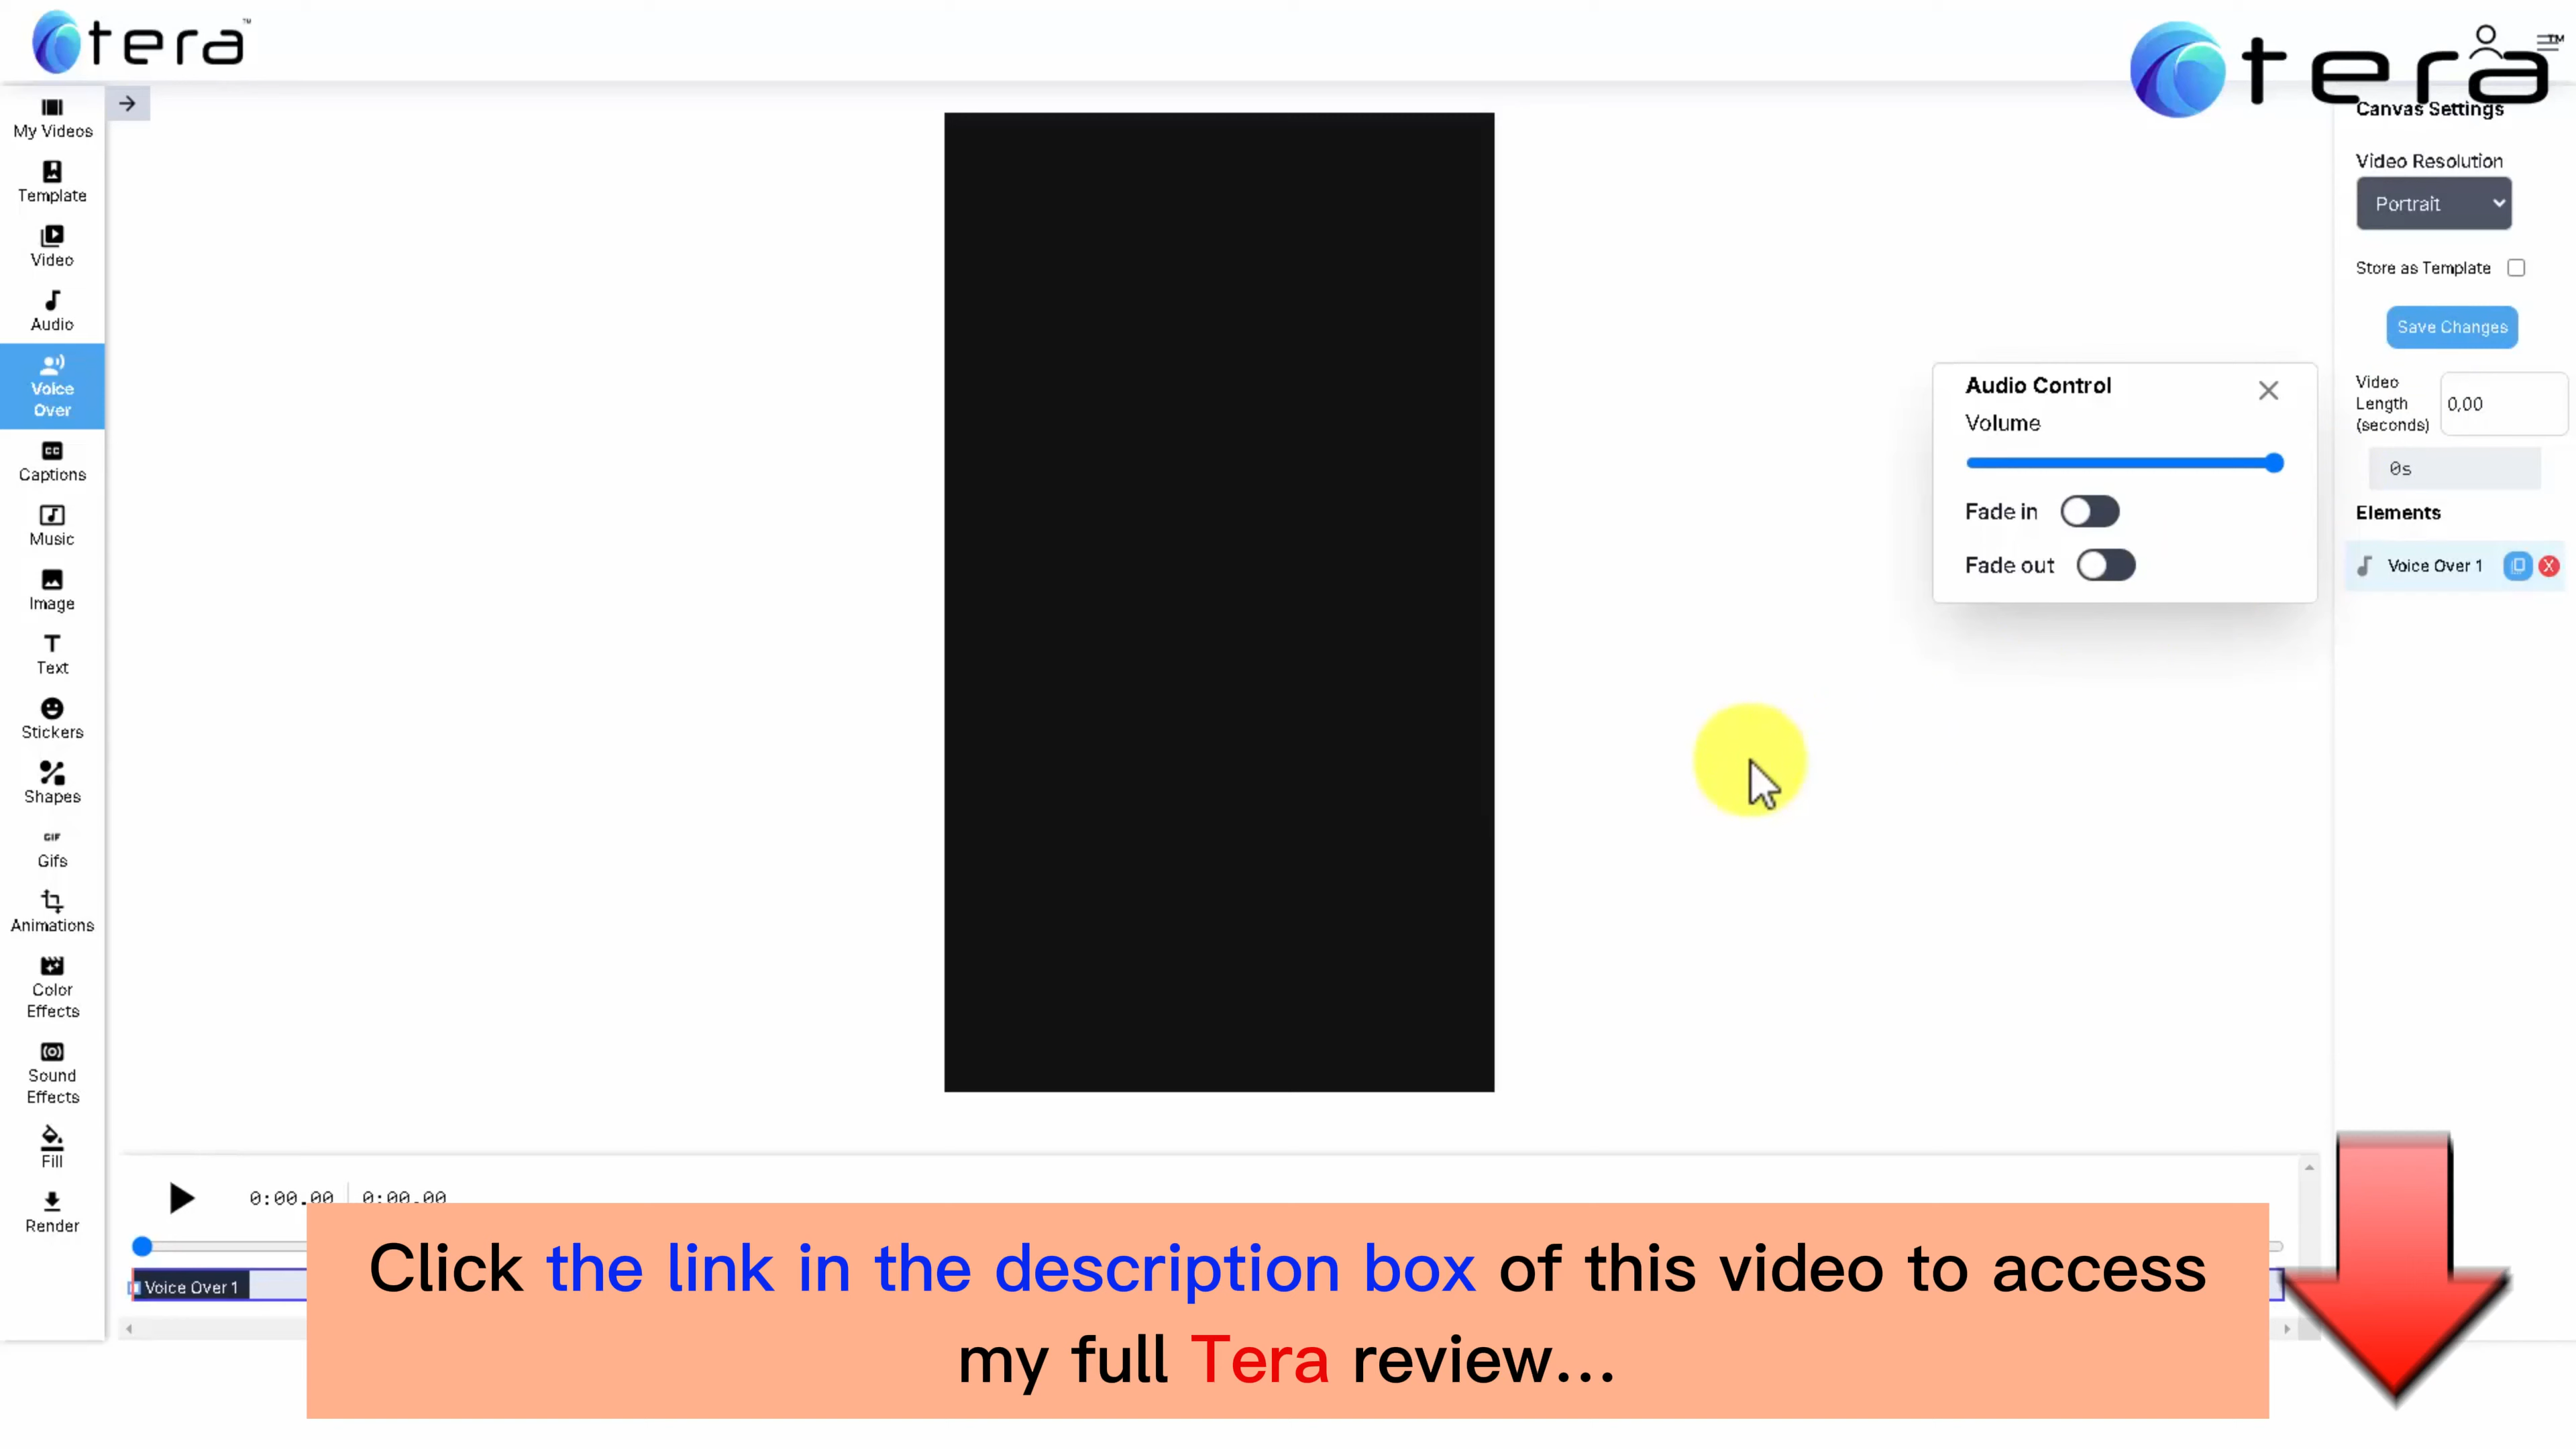 tera™
tera™
My Videos
Template
Video
Audio
Voice
Over
Captions
Music
Image
Text
Stickers
Shapes
GIF
Gifs
Animations
Color
Effects
Sound
Effects
Fill
Render
Canvas Settings
Video Resolution
Portrait
Store as Template
Save Changes
Video
Length
(seconds)
0,00
0s
Elements
Voice Over 1
X
Audio Control
Volume
Fade in
Fade out
0:00.00
0:00.00
Voice Over 1
Click the link in the description box of this video to access
my full Tera review...